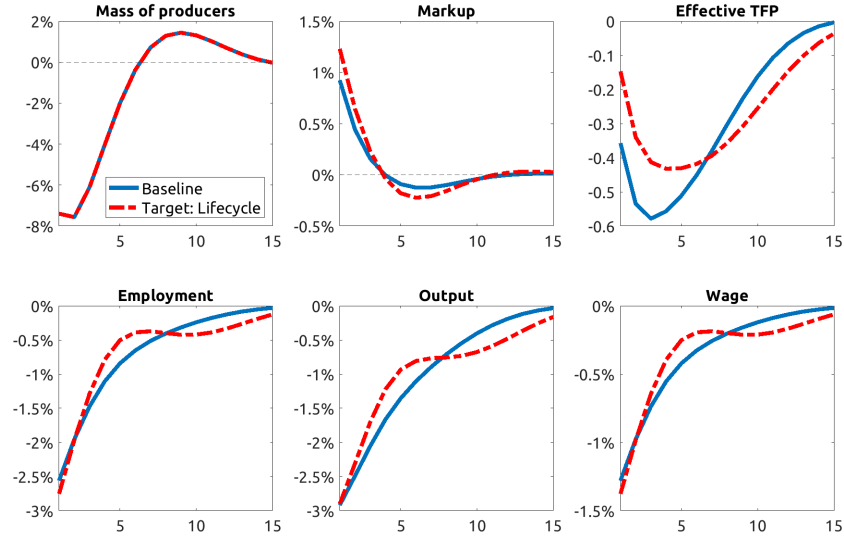 Mass of producers
2%
0%
-2%
-4%
-6%
-8%
5 10 15
Baseline
Target: Lifecycle
Markup
1.5%
1%
0.5%
0%
-0.5%
5 10 15
Effective TFP
0
-0.1
-0.2
-0.3
-0.4
-0.5
-0.6
5 10 15
Employment
0%
-0.5%
-1%
-1.5%
-2%
-2.5%
-3%
5 10 15
Output
0%
-0.5%
-1%
-1.5%
-2%
-2.5%
-3%
5 10 15
Wage
0%
-0.5%
-1%
-1.5%
5 10 15